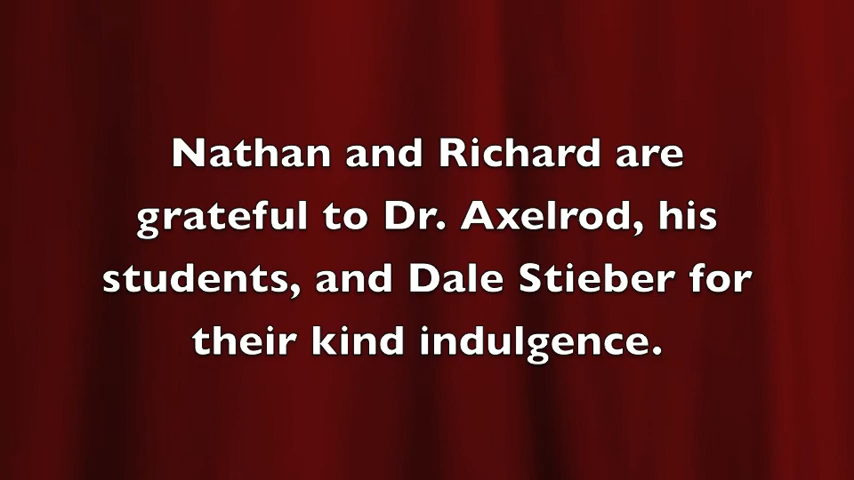 Nathan and Richard are
grateful to Dr. Axelrod, his
students, and Dale Stieber for
their kind indulgence.